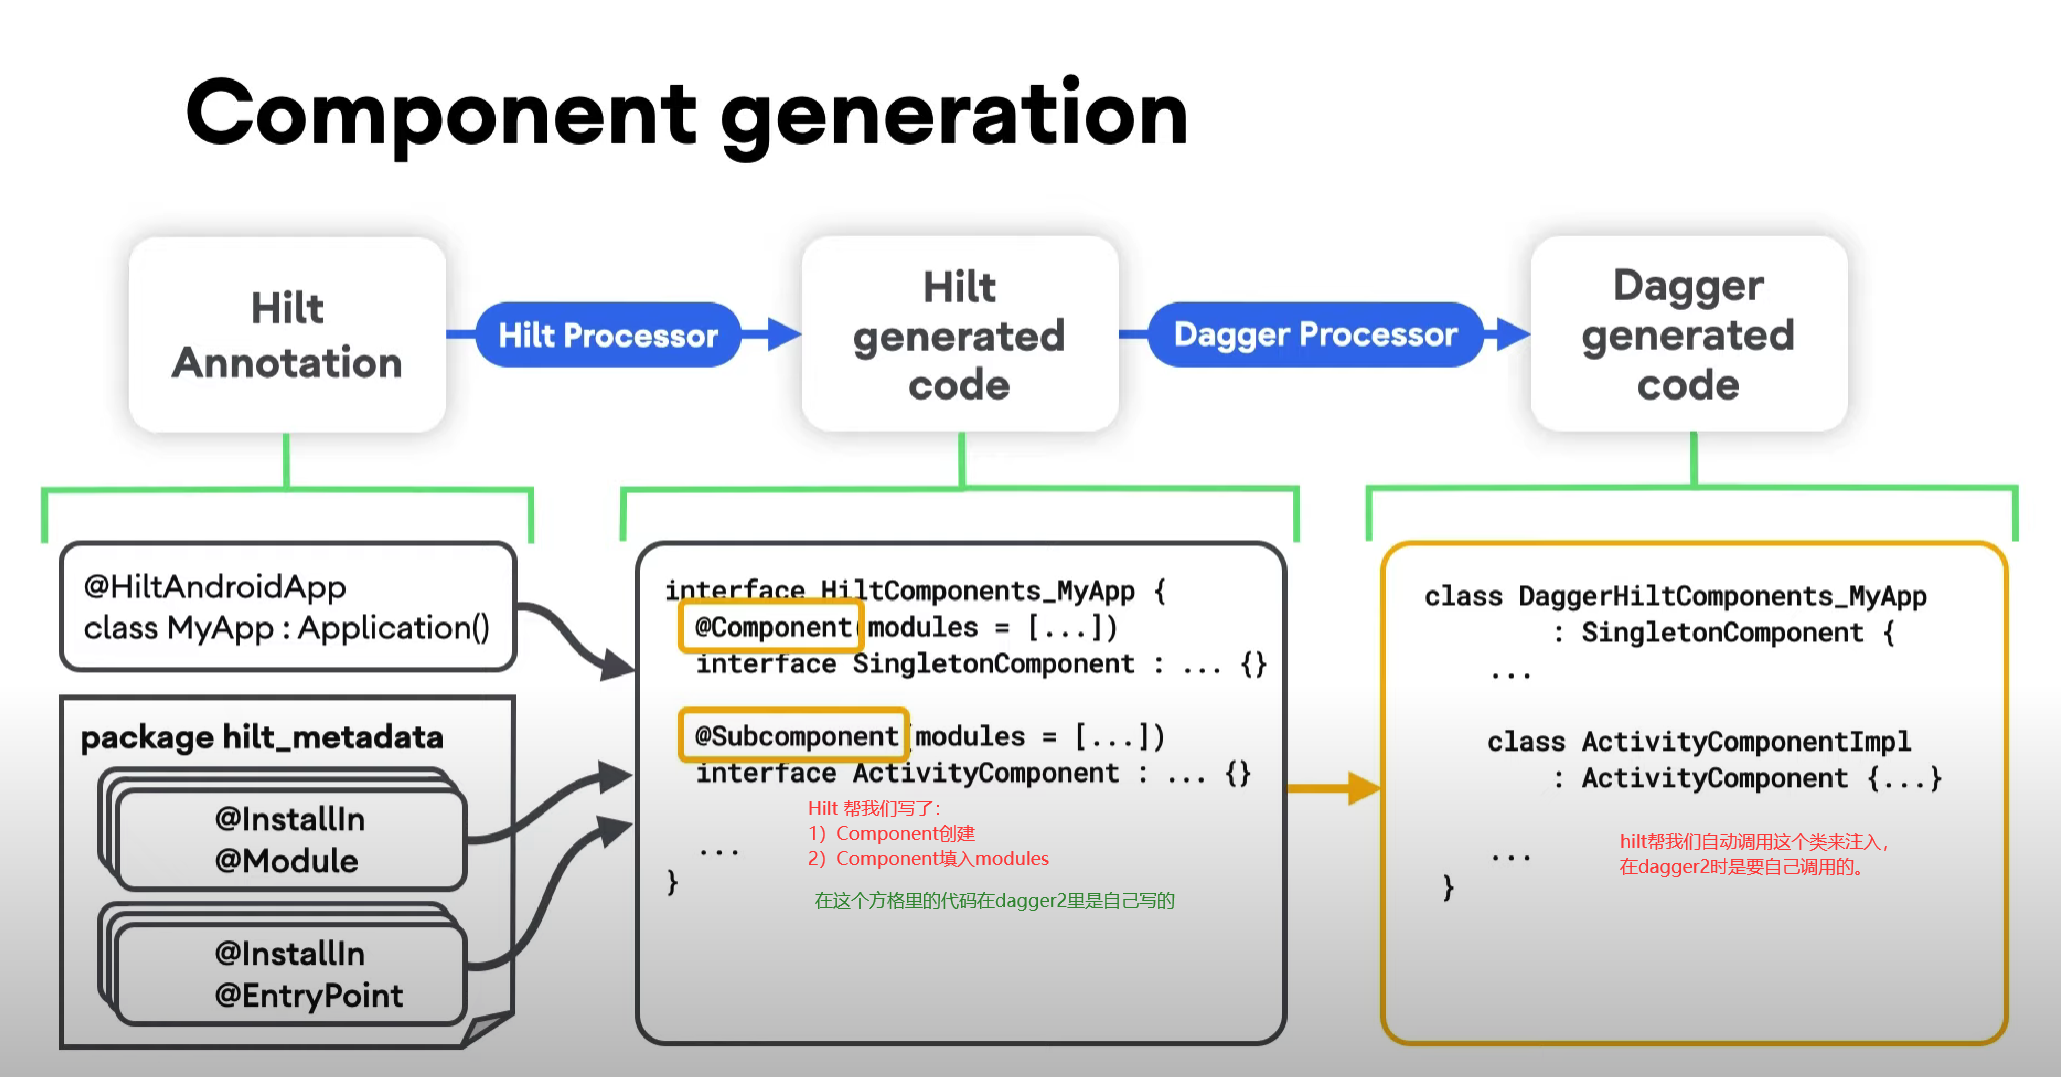 Component generation
Hilt
Annotation
Hilt Processor
Hilt
generated
code
Dagger Processor
Dagger
generated
code
@HiltAndroidApp
class MyApp : Application()
package hilt_metadata
@InstallIn
@Module
@InstallIn
@EntryPoint
interface HiltComponents_MyApp {
@Component(modules = [...])
interface SingletonComponent : ... {}
@Subcomponent(modules = [...])
interface ActivityComponent : ... {}
Hilt 帮我们写了：
1）Component创建
2）Component填入modules
...
}
在这个方格里的代码在dagger2里是自己写的
class DaggerHiltComponents_MyApp
: SingletonComponent {
...
class ActivityComponentImpl
: ActivityComponent {...}
hilt帮我们自动调用这个类来注入，
在dagger2时是要自己调用的。
...
}